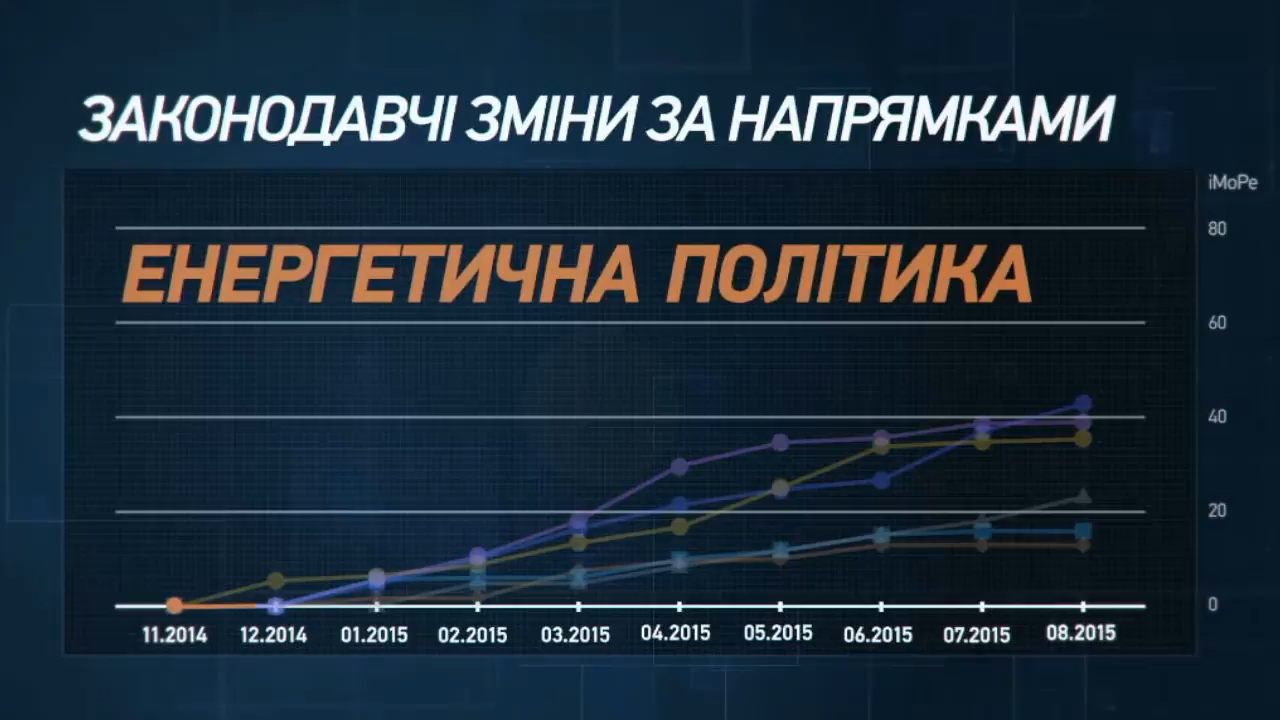 ЗАКОНОДАВЧІ ЗМІНИ ЗА НАПРЯМКАМИ
iMoPe
80
ЕНЕРГЕТИЧНА ПОЛІТИКА
60
40
20
0
11.2014 12.2014 01.2015 02.2015 03.2015 04.2015 05.2015 06.2015 07.2015 08.2015